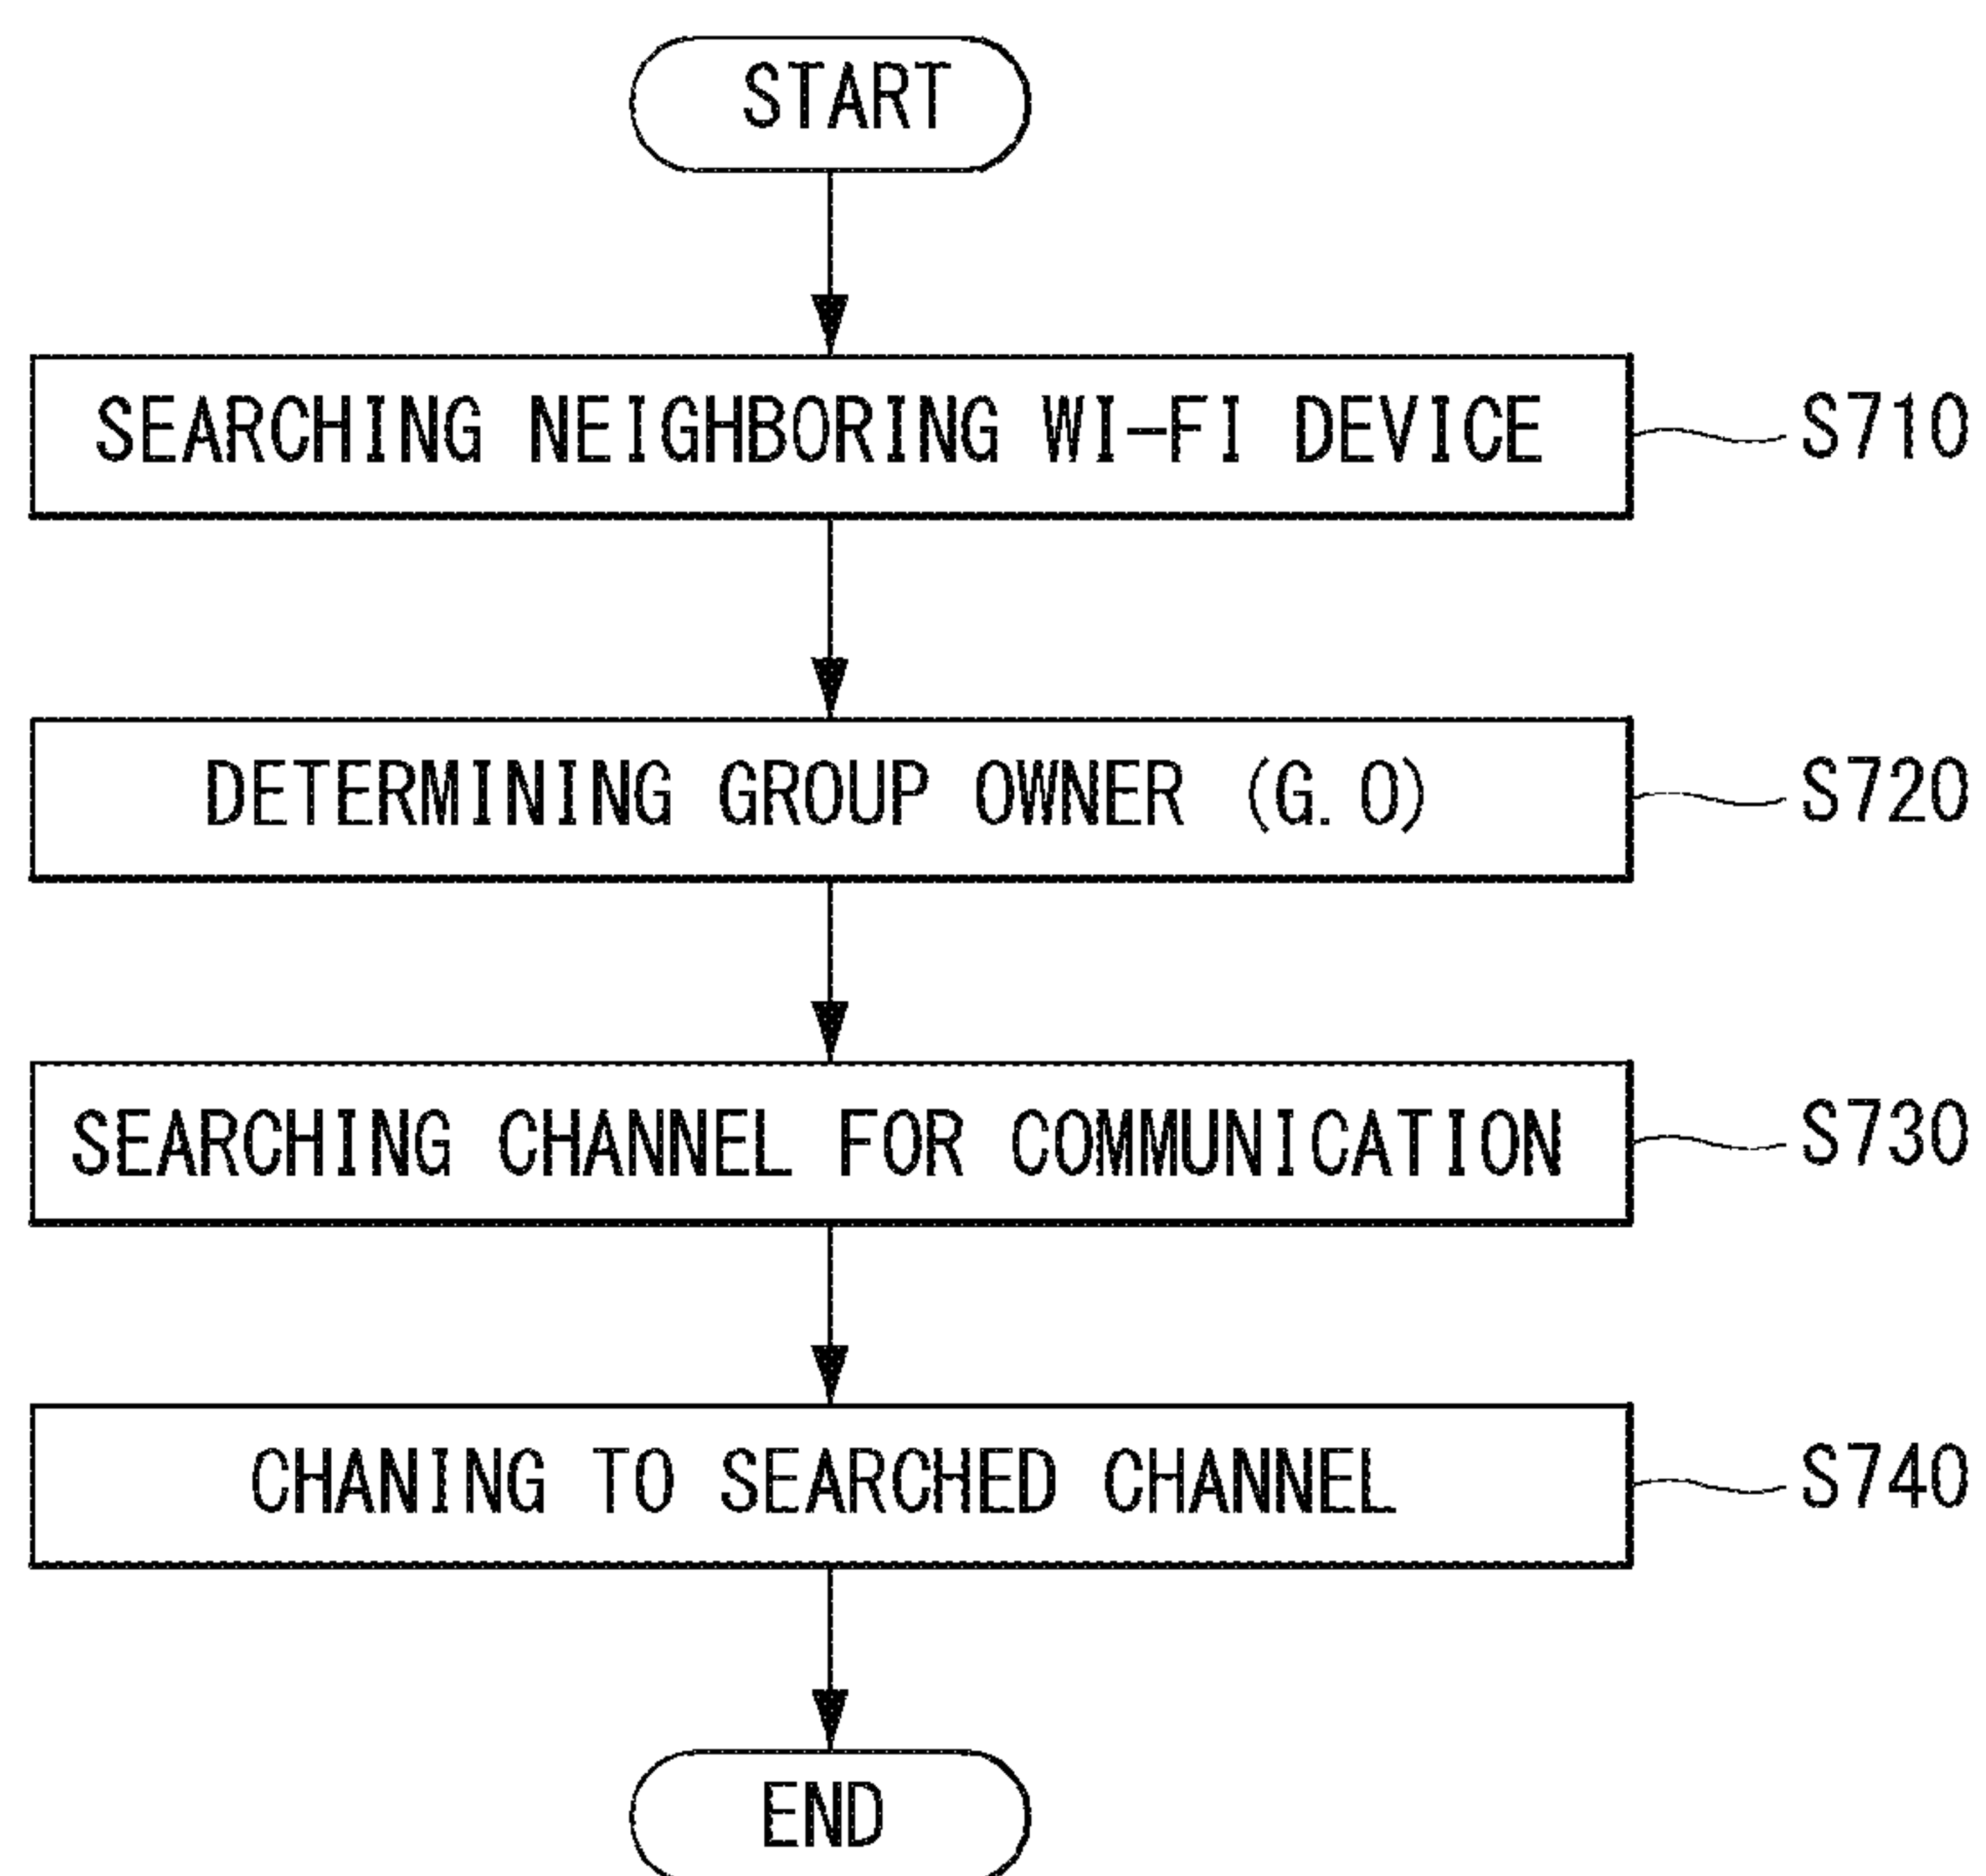 START
SEARCHING NEIGHBORING WI-FI DEVICE S710
DETERMINING GROUP OWNER (G. O) S720
SEARCHING CHANNEL FOR COMMUNICATION S730
CHANING TO SEARCHED CHANNEL S740
END